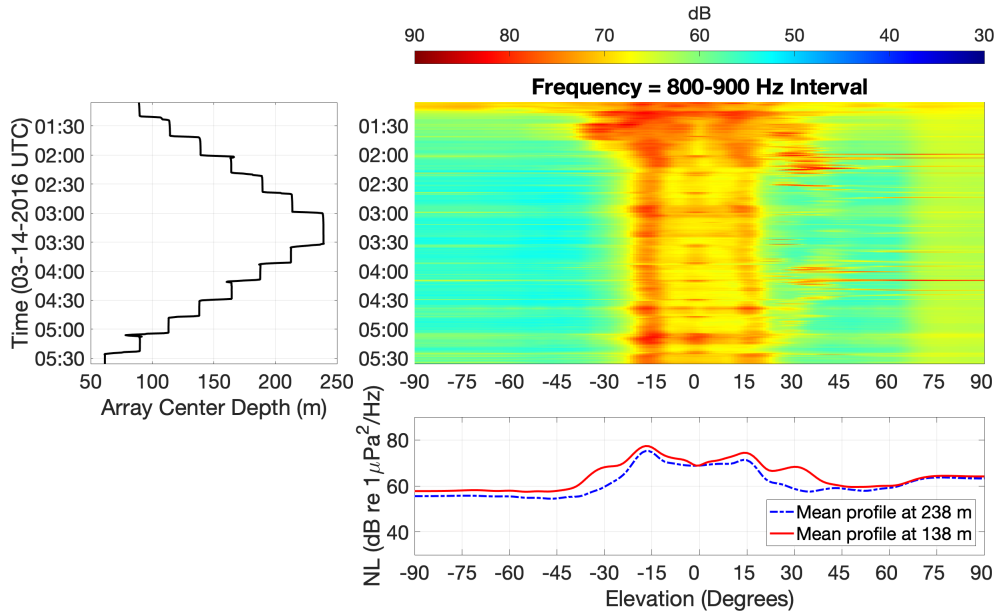 dB
90 80 70 60 50 40 30
Frequency = 800-900 Hz Interval
Time (03-14-2016 UTC)
01:30
02:00
02:30
03:00
03:30
04:00
04:30
05:00
05:30
50 100 150 200 250
Array Center Depth (m)
01:30
02:00
02:30
03:00
03:30
04:00
04:30
05:00
05:30
-90 -75 -60 -45 -30 -15 0 15 30 45 60 75 90
NL (dB re 1 μPa²/Hz)
80
60
40
Mean profile at 238 m
Mean profile at 138 m
-90 -75 -60 -45 -30 -15 0 15 30 45 60 75 90
Elevation (Degrees)